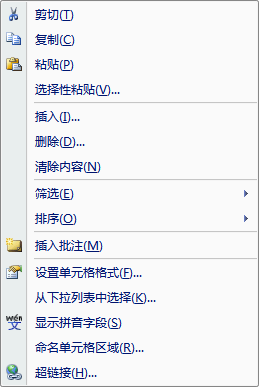 剪切(T)
复制(C)
粘贴(P)
选择性粘贴(V)...
插入(I)...
删除(D)...
清除内容(N)
筛选(E)
排序(O)
插入批注(M)
设置单元格格式(F)...
从下拉列表中选择(K)...
wén
文
显示拼音字段(S)
命名单元格区域(R)...
超链接(H)...